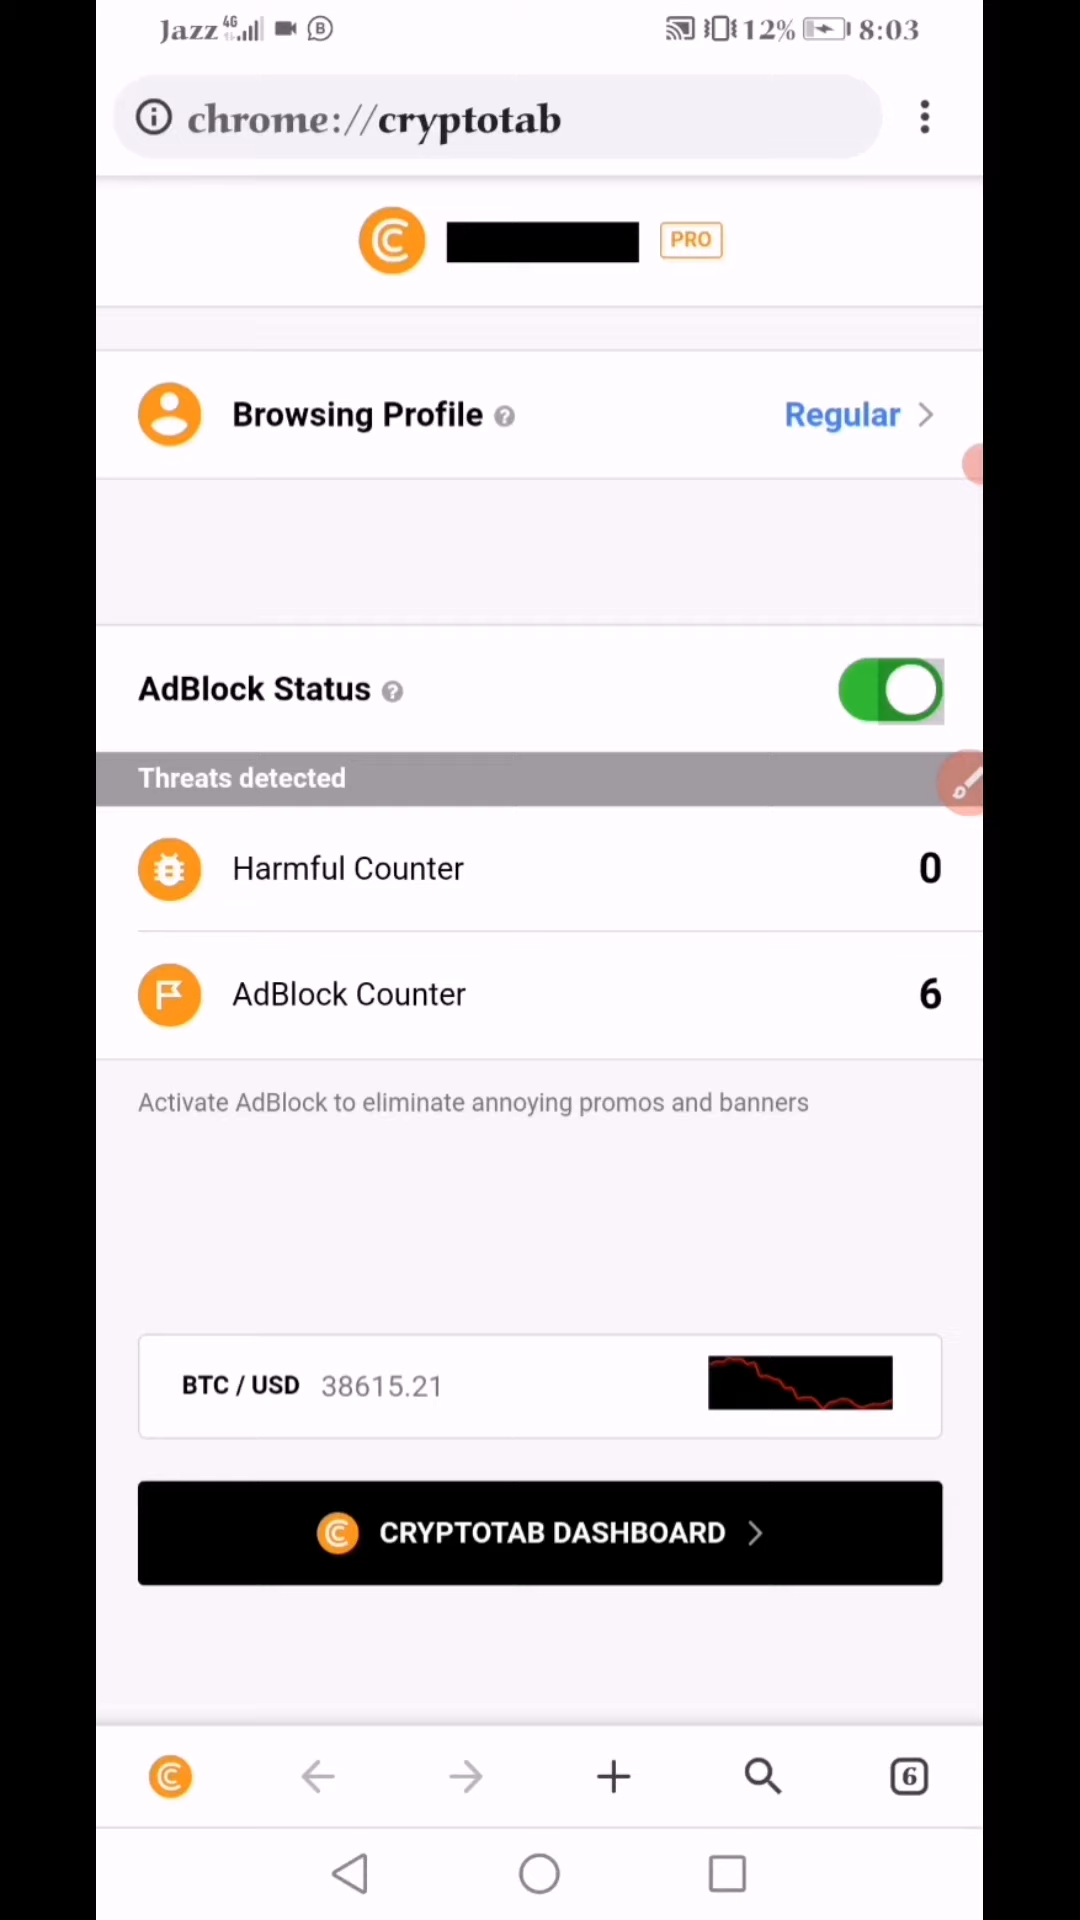 Jazz 4G B 12% 8:03
chrome://cryptotab
PRO
Browsing Profile ? Regular
AdBlock Status ?
Threats detected
Harmful Counter 0
AdBlock Counter 6
Activate AdBlock to eliminate annoying promos and banners
BTC / USD 38615.21
CRYPTOTAB DASHBOARD
6